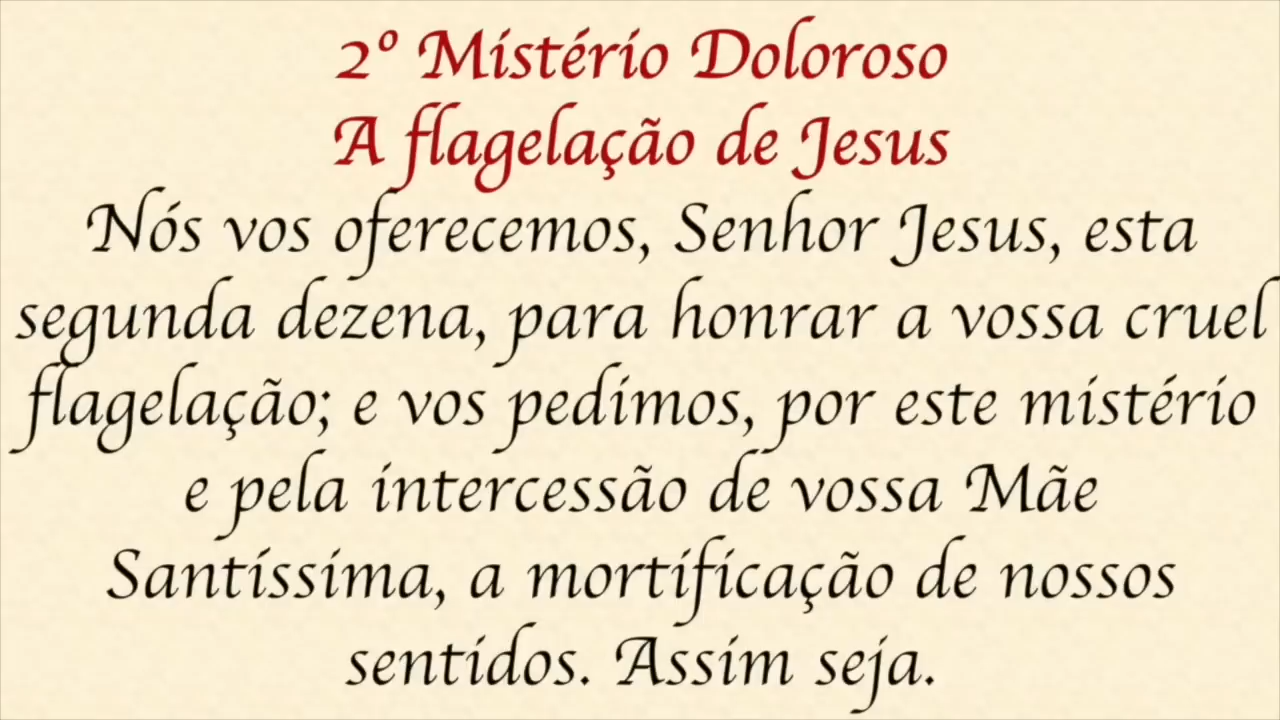 2º Mistério Doloroso
A flagelação de Jesus
Nós vos oferecemos, Senhor Jesus, esta
segunda dezena, para honrar a vossa cruel
flagelação; e vos pedimos, por este mistério
e pela intercessão de vossa Mãe
Santíssima, a mortificação de nossos
sentidos. Assim seja.